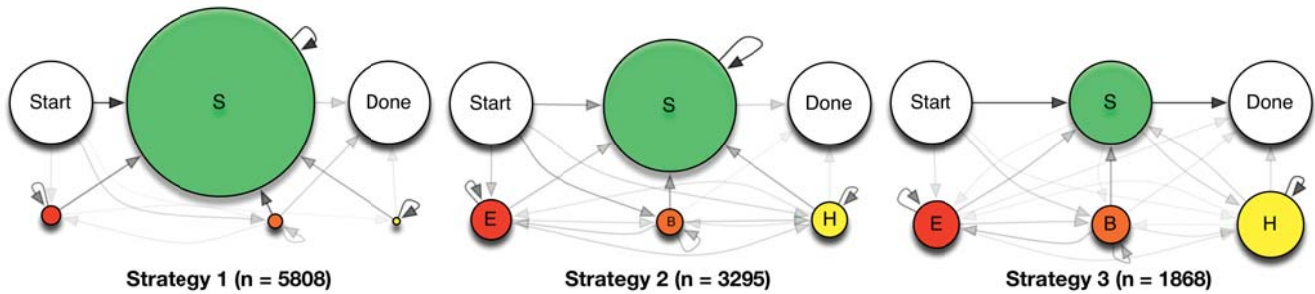 Start S Done
Strategy 1 (n = 5808)
Start S Done
E B H
Strategy 2 (n = 3295)
Start S Done
E B H
Strategy 3 (n = 1868)